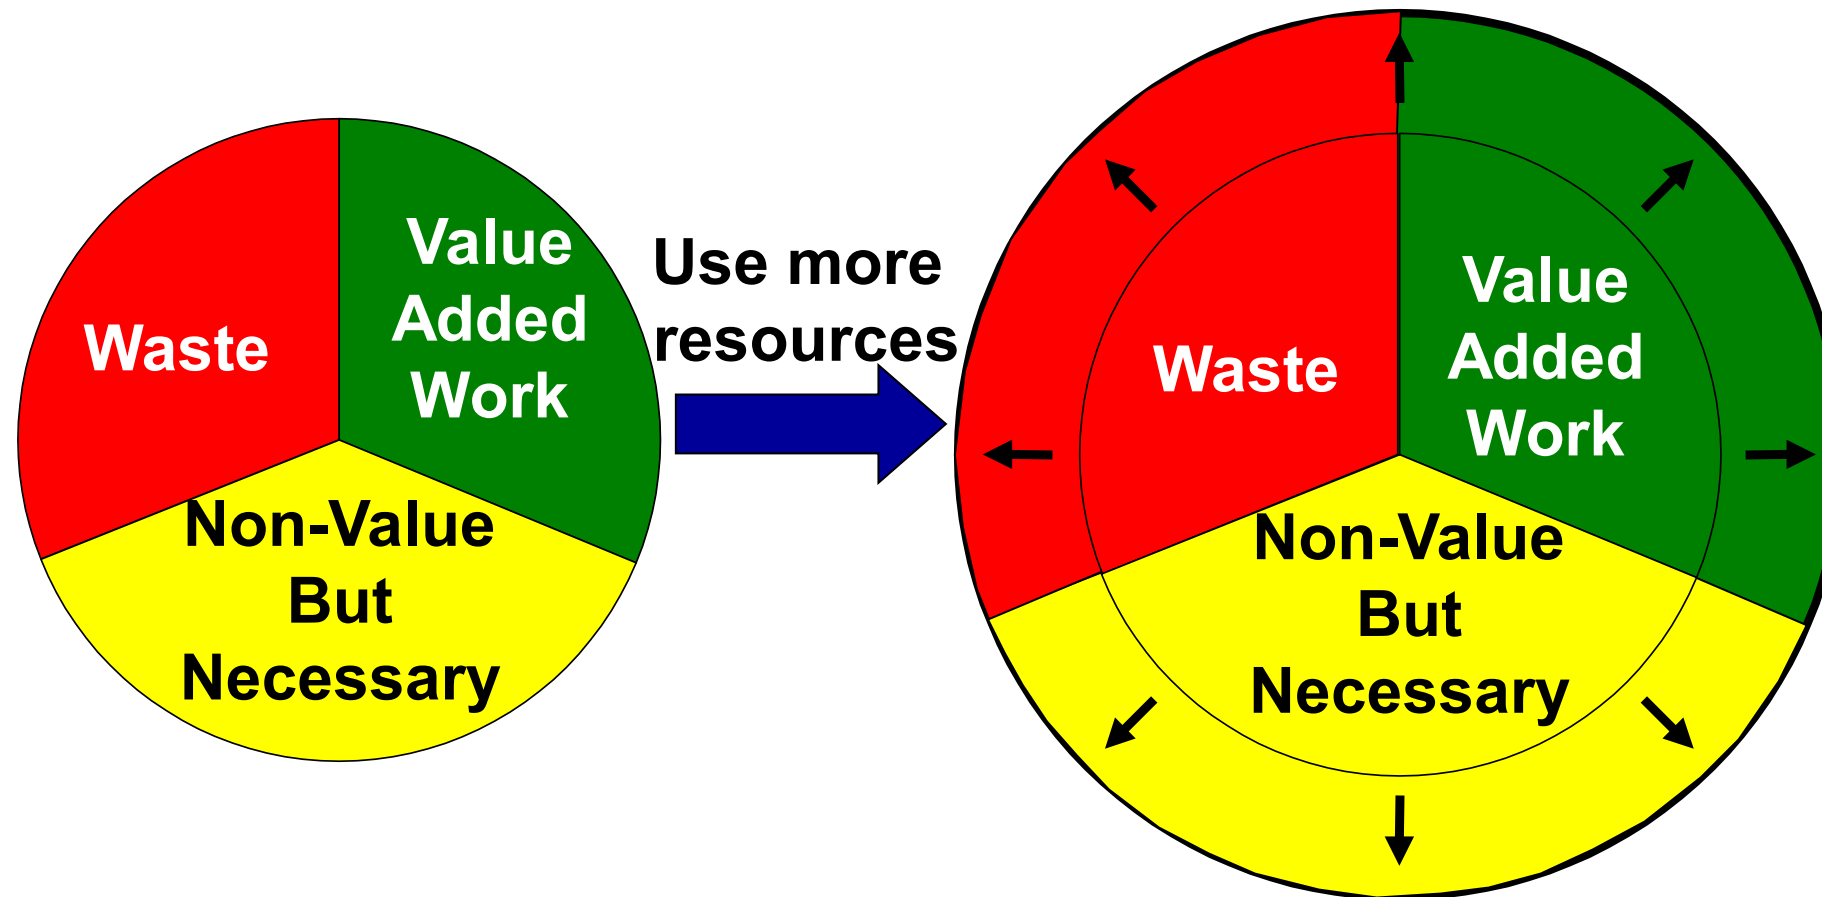 Waste
Value
Added
Work
Non-Value
But
Necessary
Use more
resources
Waste
Value
Added
Work
Non-Value
But
Necessary